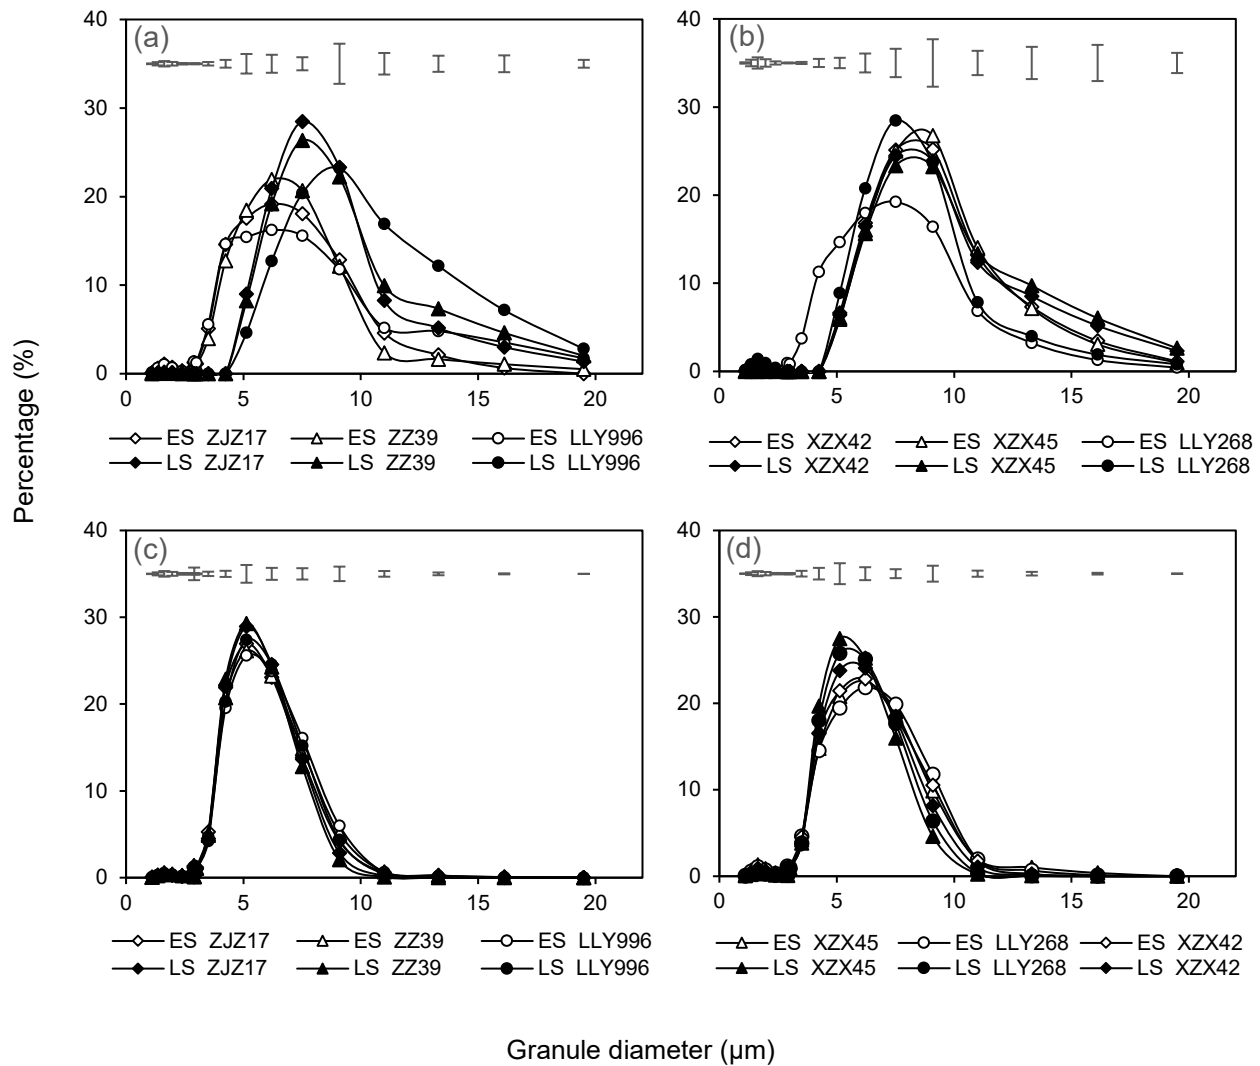 (a)
40
30
20
10
0
0 5 10 15 20
ES ZJZ17 ES ZZ39 ES LLY996
LS ZJZ17 LS ZZ39 LS LLY996
(b)
40
30
20
10
0
0 5 10 15 20
ES XZX42 ES XZX45 ES LLY268
LS XZX42 LS XZX45 LS LLY268
Percentage (%)
(c)
40
30
20
10
0
0 5 10 15 20
ES ZJZ17 ES ZZ39 ES LLY996
LS ZJZ17 LS ZZ39 LS LLY996
(d)
40
30
20
10
0
0 5 10 15 20
ES XZX45 ES LLY268 ES XZX42
LS XZX45 LS LLY268 LS XZX42
Granule diameter (μm)